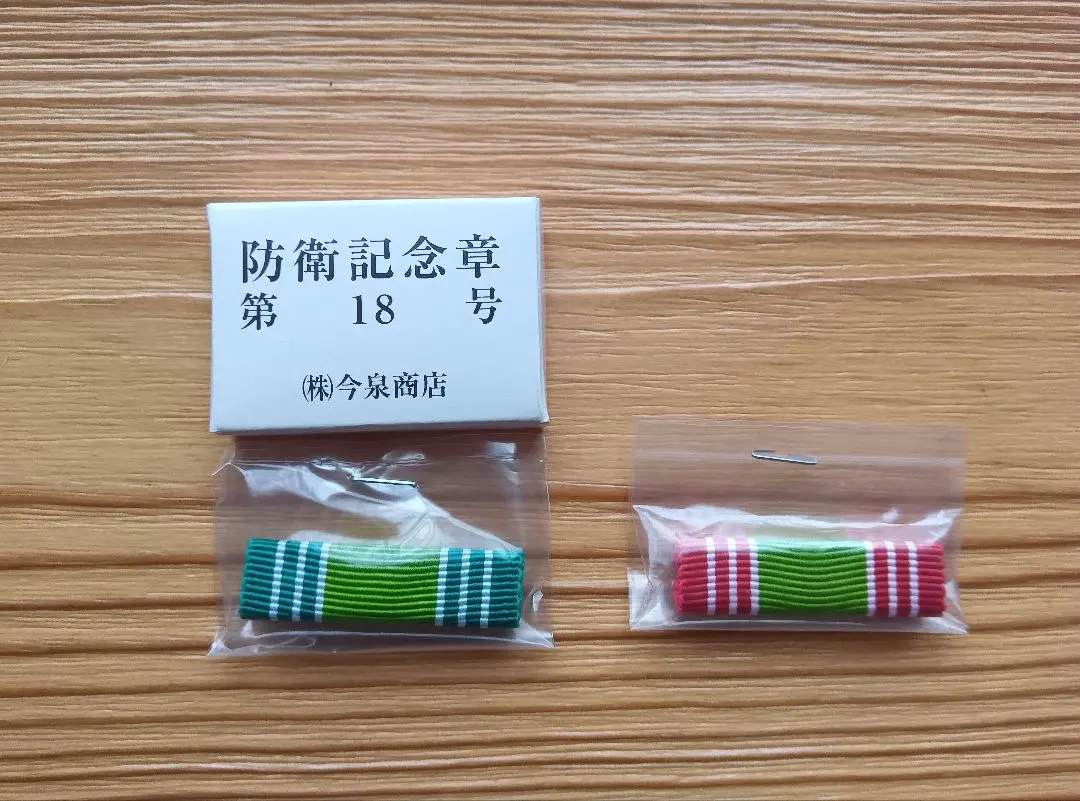 防衛記念章
第 18 号
㈱今泉商店